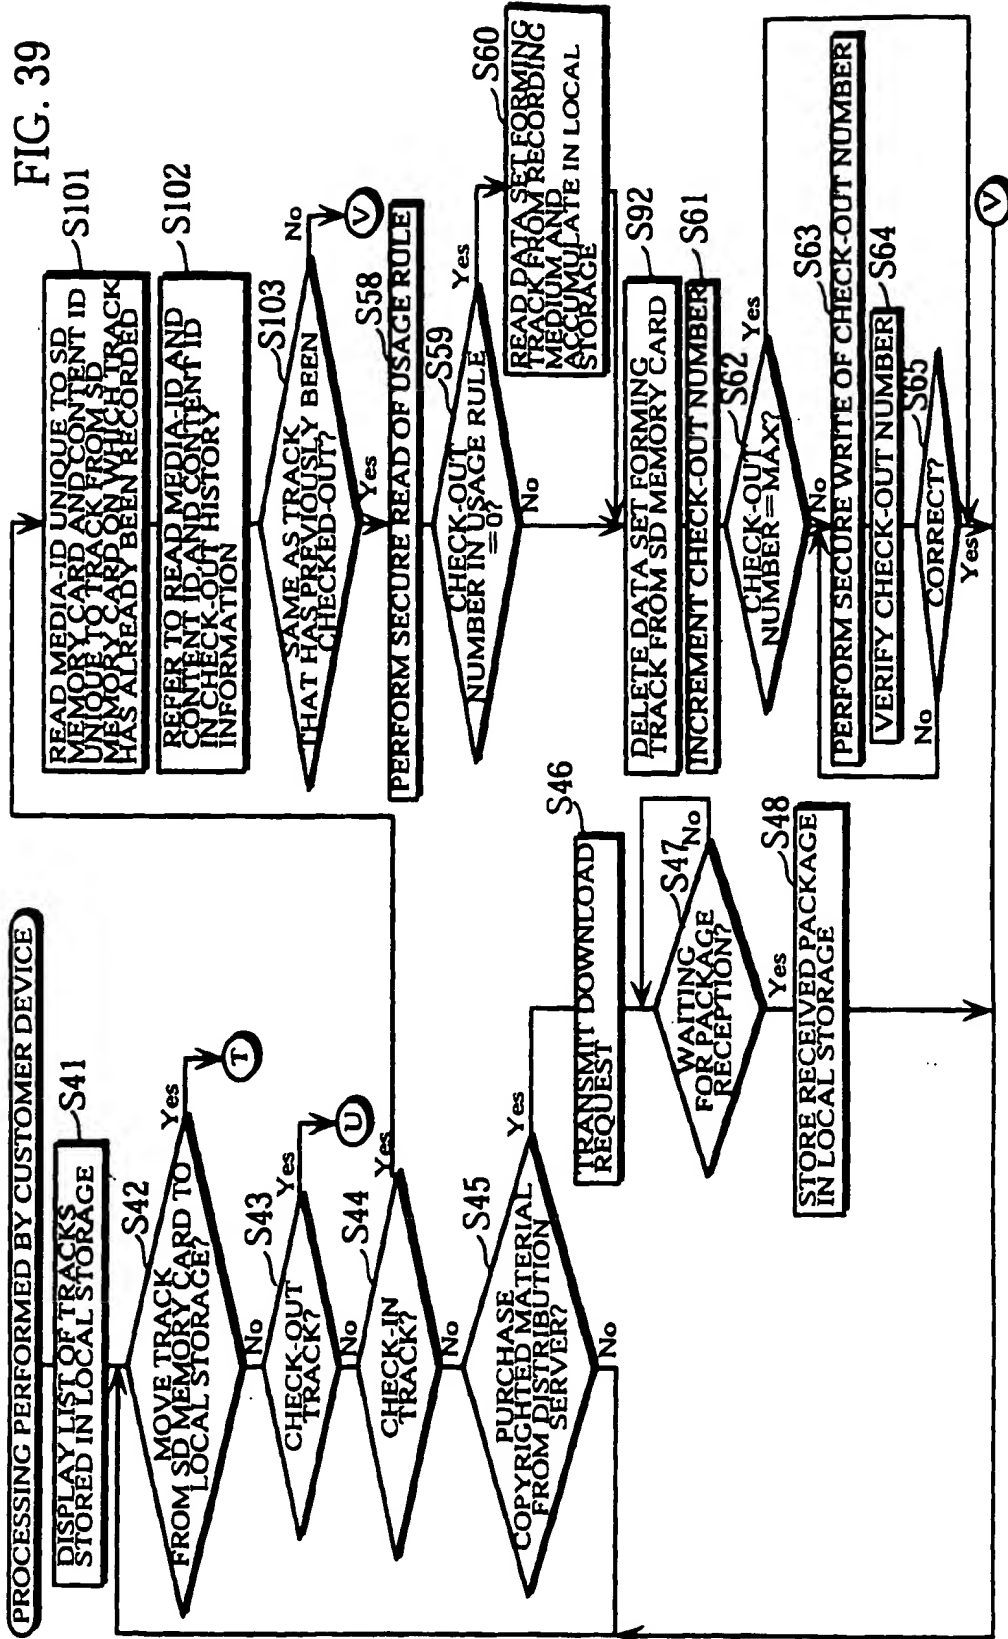 FIG. 39
PROCESSING PERFORMED BY CUSTOMER DEVICE
S41
DISPLAY LIST OF TRACKS
STORED IN LOCAL STORAGE
S42
MOVE TRACK
FROM SD MEMORY CARD TO
LOCAL STORAGE?
Yes
T
No
S43
CHECK-OUT
TRACK?
Yes
U
No
S44
CHECK-IN
TRACK?
Yes
No
S45
PURCHASE
COPYRIGHTED MATERIAL
FROM DISTRIBUTION
SERVER?
Yes
No
S46
TRANSMIT DOWNLOAD
REQUEST
S47
WAITING
FOR PACKAGE
RECEPTION?
No
Yes
S48
STORE RECEIVED PACKAGE
IN LOCAL STORAGE
S101
READ MEDIA-ID UNIQUE TO SD
MEMORY CARD AND CONTENT ID
UNIQUE TO TRACK FROM SD
MEMORY CARD ON WHICH TRACK
HAS ALREADY BEEN RECORDED
S102
REFER TO READ MEDIA-ID AND
CONTENT ID AND CONTENT ID
IN CHECK-OUT HISTORY
INFORMATION
S103
SAME AS TRACK
THAT HAS PREVIOUSLY BEEN
CHECKED-OUT?
No
V
Yes
S58
PERFORM SECURE READ OF USAGE RULE
S59
CHECK-OUT
NUMBER IN USAGE RULE
=0?
Yes
No
S60
READ DATA SET FORMING
TRACK FROM RECORDING
MEDIUM AND
ACCUMULATE IN LOCAL
STORAGE
S92
DELETE DATA SET FORMING
TRACK FROM SD MEMORY CARD
S61
INCREMENT CHECK-OUT NUMBER
S62
CHECK-OUT
NUMBER=MAX?
Yes
No
S63
PERFORM SECURE WRITE OF CHECK-OUT NUMBER
S64
VERIFY CHECK-OUT NUMBER
S65
CORRECT?
No
Yes
V